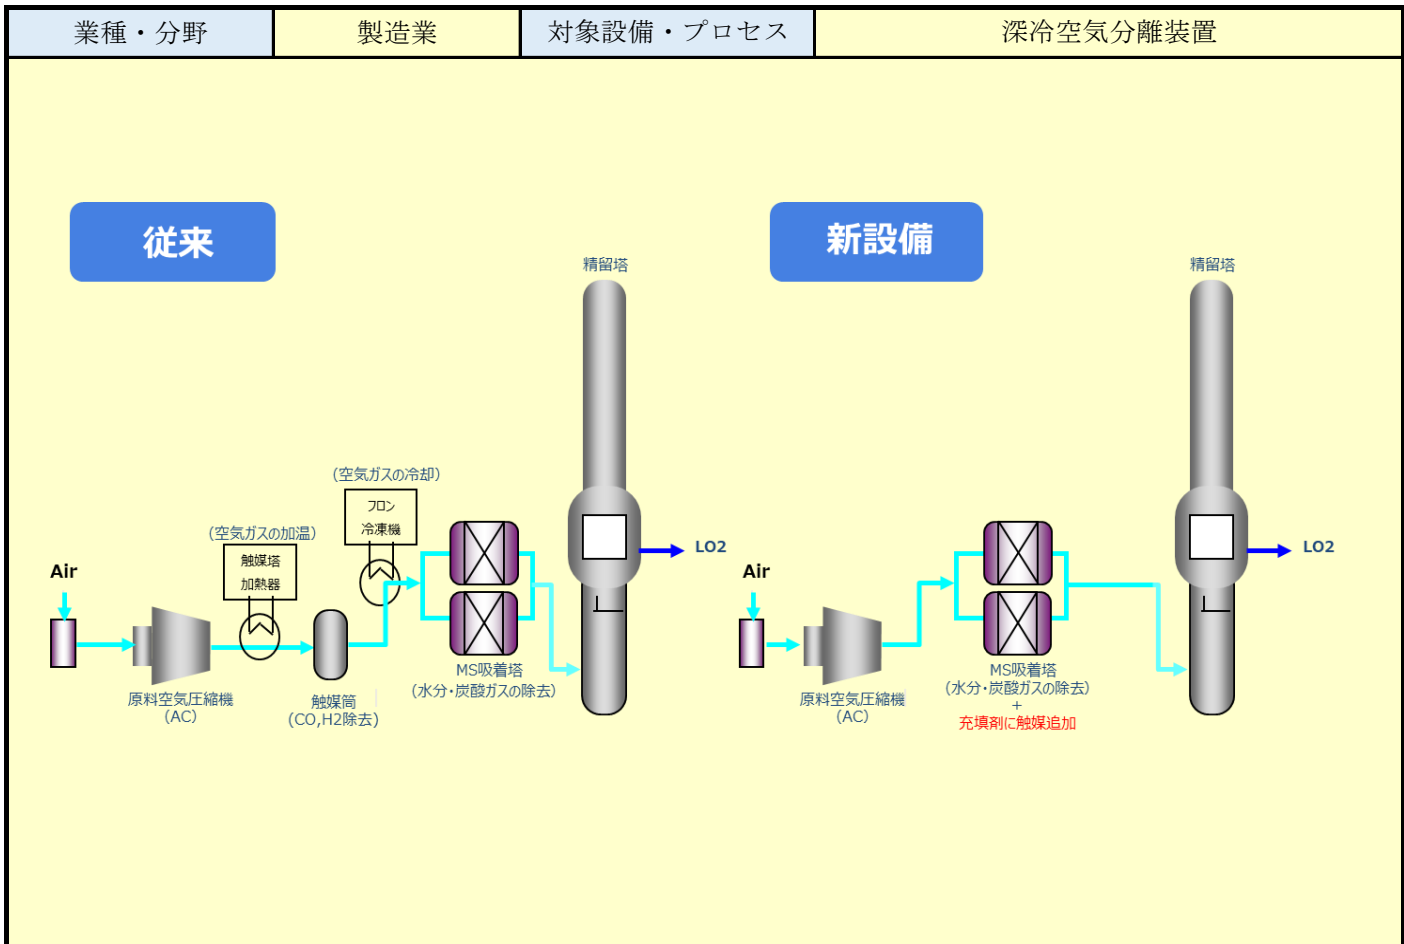 業種・分野
製造業
対象設備・プロセス
深冷空気分離装置
従来
精留塔
(空気ガスの冷却)
フロン
冷凍機
(空気ガスの加温)
触媒塔
加熱器
Air
LO2
原料空気圧縮機
(AC)
触媒筒
(CO,H2除去)
MS吸着塔
(水分・炭酸ガスの除去)
新設備
精留塔
Air
LO2
原料空気圧縮機
(AC)
MS吸着塔
(水分・炭酸ガスの除去)
+
充填剤に触媒追加